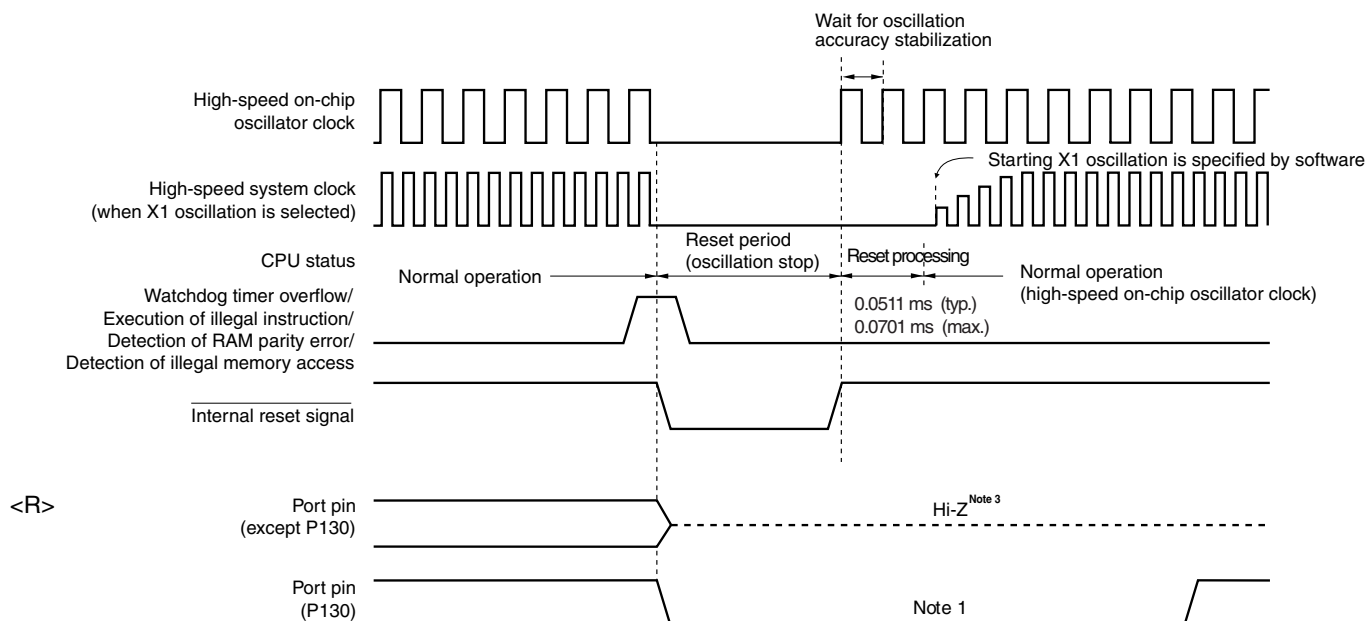 Wait for oscillation
accuracy stabilization
High-speed on-chip
oscillator clock
Starting X1 oscillation is specified by software
High-speed system clock
(when X1 oscillation is selected)
CPU status
Normal operation
Reset period
(oscillation stop)
Reset processing
0.0511 ms (typ.)
0.0701 ms (max.)
Normal operation
(high-speed on-chip oscillator clock)
Watchdog timer overflow/
Execution of illegal instruction/
Detection of RAM parity error/
Detection of illegal memory access
Internal reset signal
<R>
Port pin
(except P130)
Hi-Z Note 3
Port pin
(P130)
Note 1